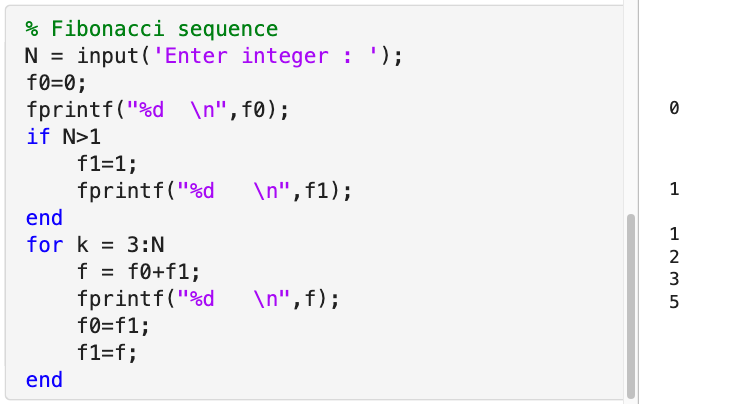 % Fibonacci sequence
N = input('Enter integer : ');
f0=0;
fprintf("%d  \n",f0);
if N>1
    f1=1;
    fprintf("%d   \n",f1);
end
for k = 3:N
    f = f0+f1;
    fprintf("%d   \n",f);
    f0=f1;
    f1=f;
end
0
1
1
2
3
5